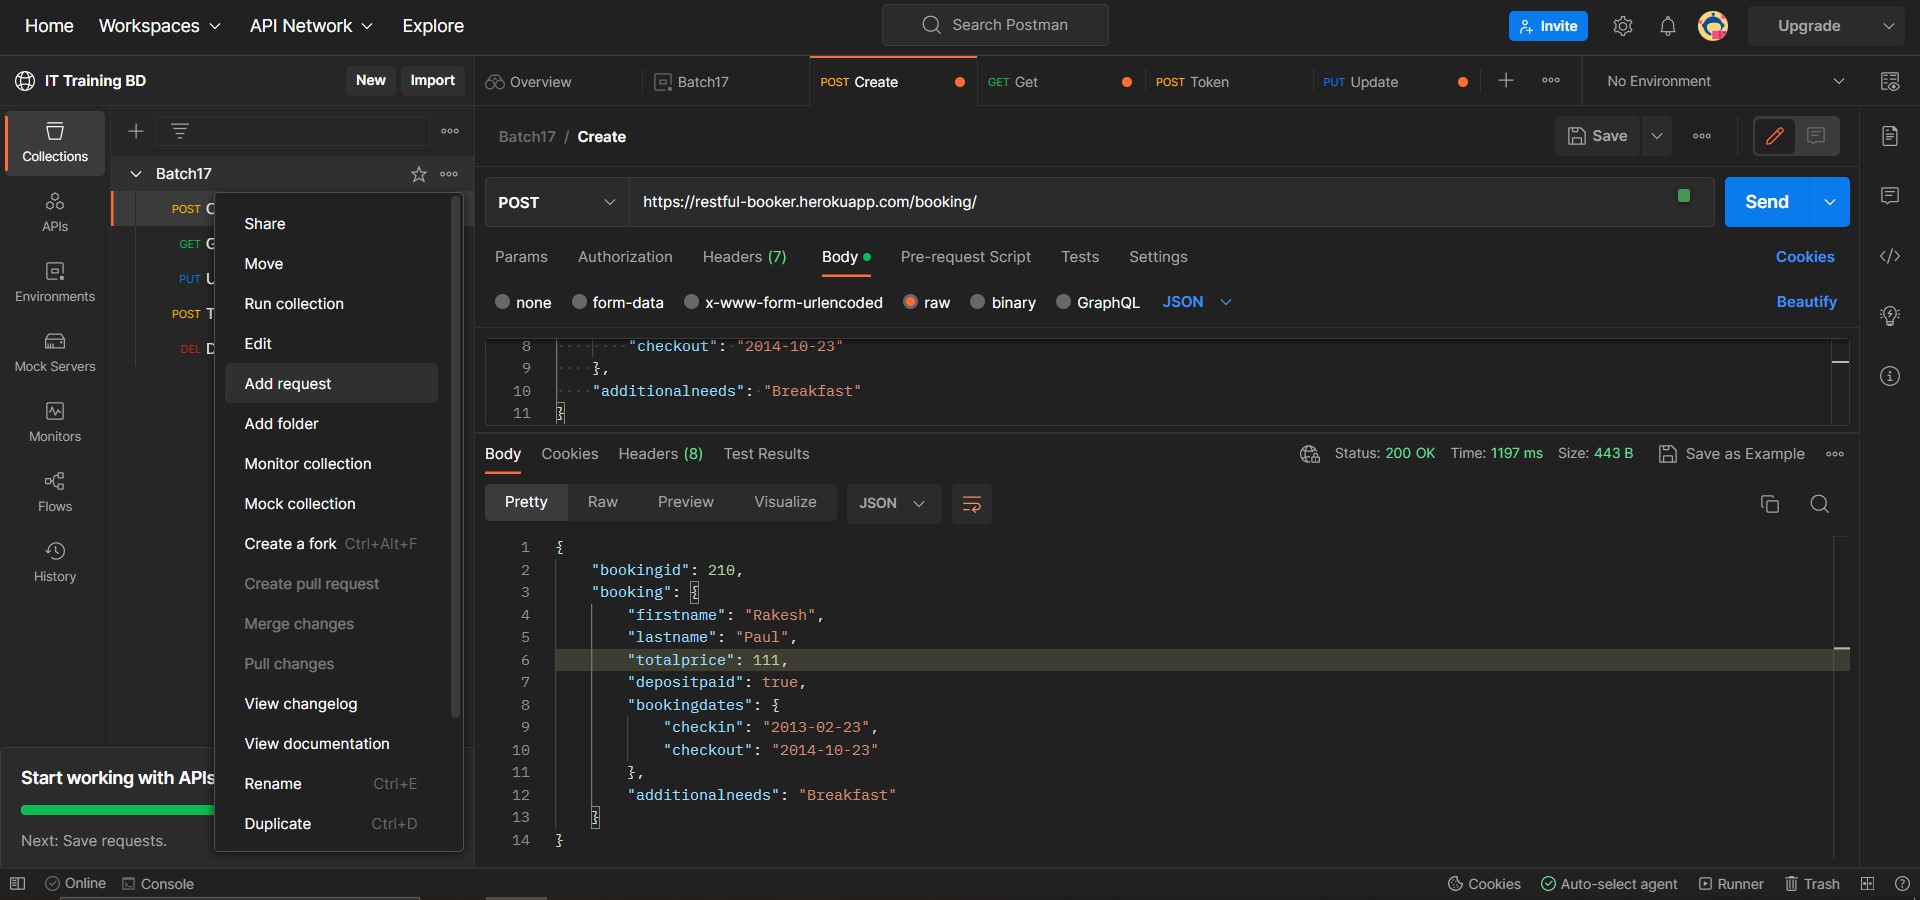 Home Workspaces API Network Explore Search Postman Invite Upgrade
IT Training BD New Import Overview Batch17 POST Create GET Get POST Token PUT Update No Environment
Collections
APIs
Environments
Mock Servers
Monitors
Flows
History
Batch17
POST C
GET G
PUT U
POST T
DEL D
Share
Move
Run collection
Edit
Add request
Add folder
Monitor collection
Mock collection
Create a fork Ctrl+Alt+F
Create pull request
Merge changes
Pull changes
View changelog
View documentation
Rename Ctrl+E
Duplicate Ctrl+D
Start working with APIs
Next: Save requests.
Batch17 / Create Save
POST https://restful-booker.herokuapp.com/booking/ Send
Params Authorization Headers (7) Body Pre-request Script Tests Settings Cookies
none form-data x-www-form-urlencoded raw binary GraphQL JSON Beautify
8 "checkout": "2014-10-23"
9 },
10 "additionalneeds": "Breakfast"
11 }
Body Cookies Headers (8) Test Results Status: 200 OK Time: 1197 ms Size: 443 B Save as Example
Pretty Raw Preview Visualize JSON
1 {
2 "bookingid": 210,
3 "booking": {
4 "firstname": "Rakesh",
5 "lastname": "Paul",
6 "totalprice": 111,
7 "depositpaid": true,
8 "bookingdates": {
9 "checkin": "2013-02-23",
10 "checkout": "2014-10-23"
11 },
12 "additionalneeds": "Breakfast"
13 }
14 }
Online Console Cookies Auto-select agent Runner Trash